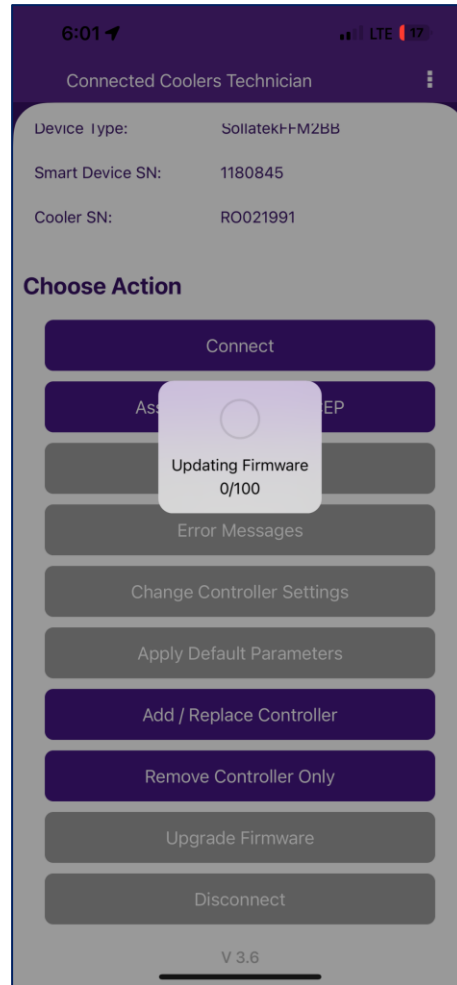 6:01
LTE 17
Connected Coolers Technician
Device Type: SollatekFFM2BB
Smart Device SN: 1180845
Cooler SN: RO021991
Choose Action
Connect
Ass EP
Updating Firmware
0/100
Error Messages
Change Controller Settings
Apply Default Parameters
Add / Replace Controller
Remove Controller Only
Upgrade Firmware
Disconnect
V 3.6